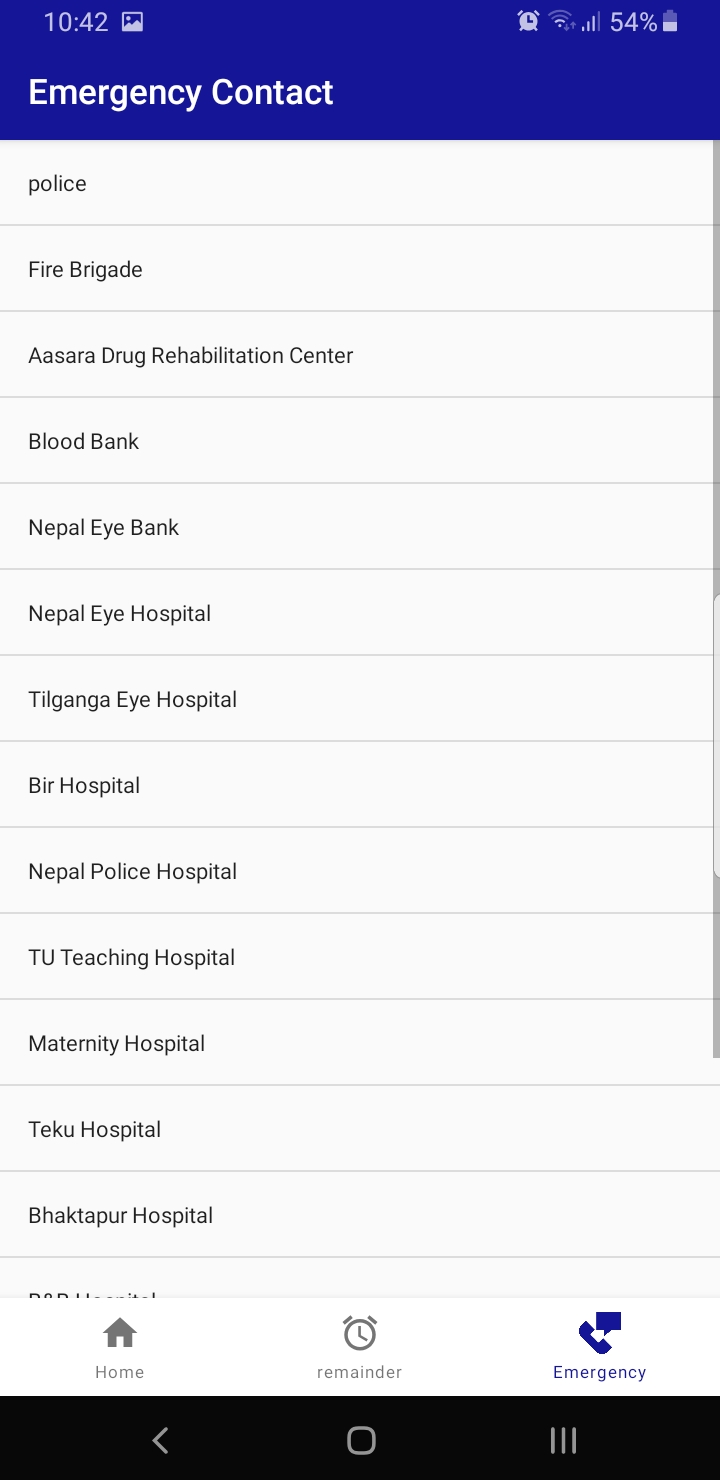 10:42
54%
Emergency Contact
police
Fire Brigade
Aasara Drug Rehabilitation Center
Blood Bank
Nepal Eye Bank
Nepal Eye Hospital
Tilganga Eye Hospital
Bir Hospital
Nepal Police Hospital
TU Teaching Hospital
Maternity Hospital
Teku Hospital
Bhaktapur Hospital
Home
remainder
Emergency